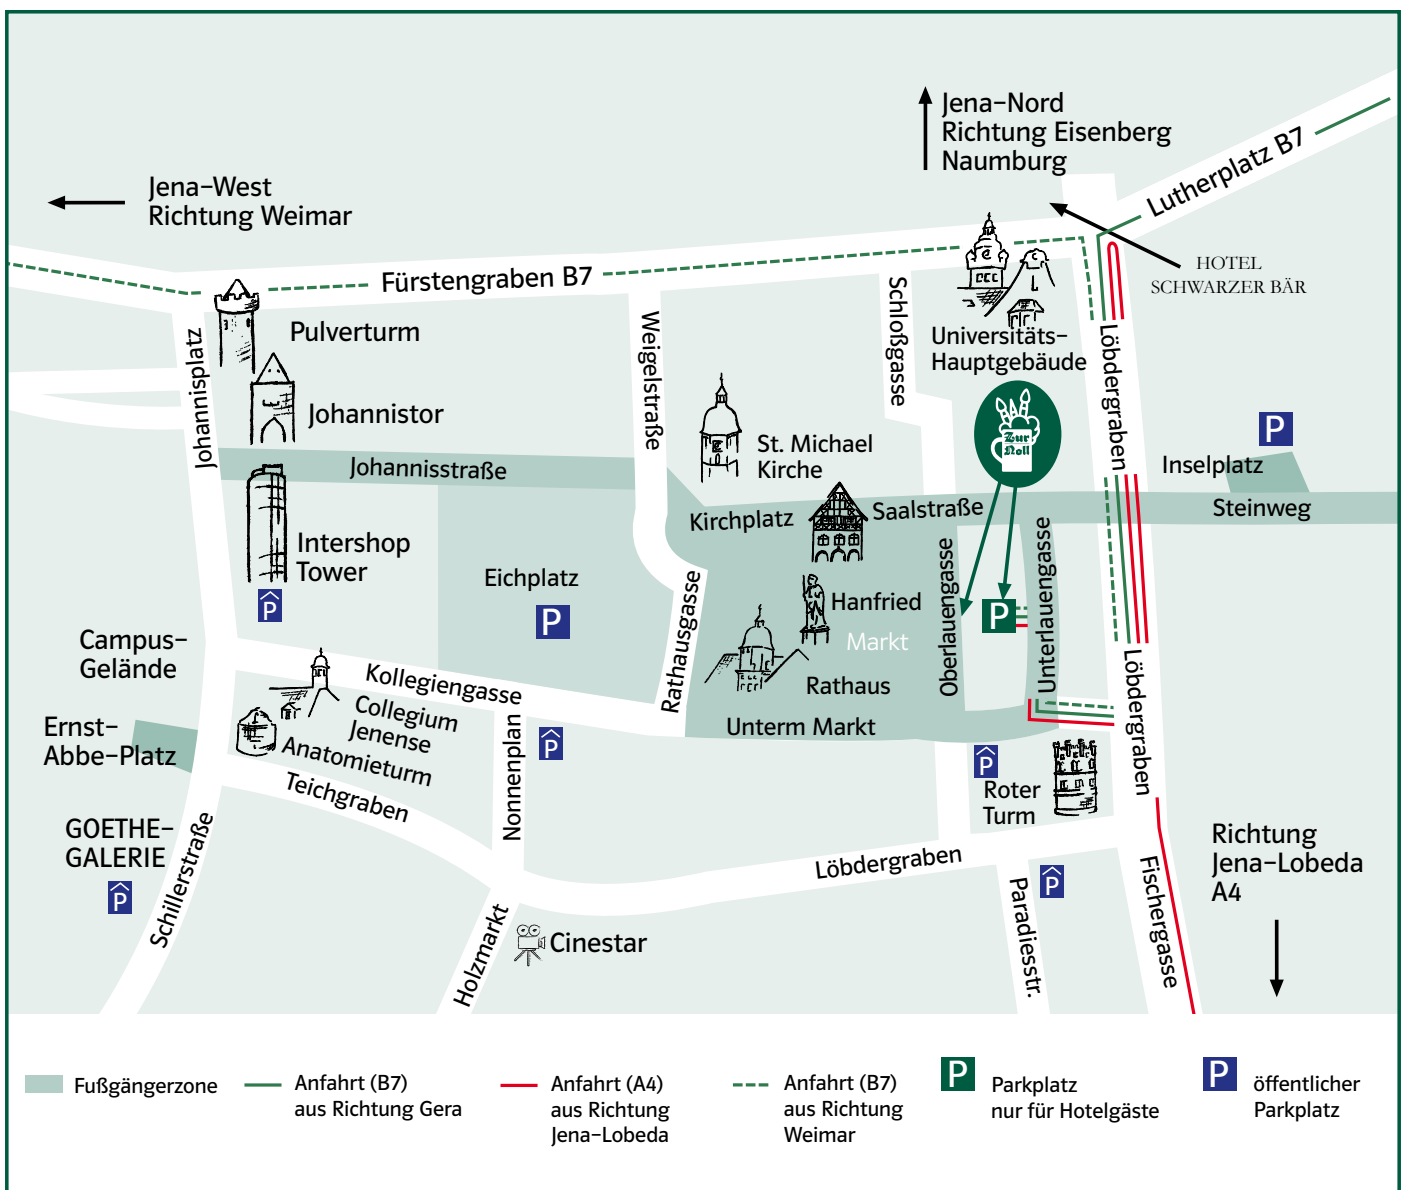 Jena-Nord
Richtung Eisenberg
Naumburg
Jena-West
Richtung Weimar
Lutherplatz B7
Fürstengraben B7
HOTEL
SCHWARZER BÄR
Pulverturm
Johannisplatz
Johannistor
Weigelstraße
Schloßgasse
Universitäts-
Hauptgebäude
Löbdergraben
St. Michael
Kirche
Zur
Noll
P
Inselplatz
Steinweg
Johannisstraße
Kirchplatz
Saalstraße
Intershop
Tower
P
Eichplatz
P
Rathausgasse
Hanfried
Markt
Rathaus
Oberlauengasse
P
Unterlauengasse
Campus-
Gelände
Kollegiengasse
Collegium
Jenense
Anatomieturm
Ernst-
Abbe-Platz
Nonnenplan
P
Unterm Markt
P
Roter
Turm
Löbdergraben
Teichgraben
GOETHE-
GALERIE
P
Schillerstraße
Löbdergraben
P
Paradiesstr.
Fischergasse
Richtung
Jena-Lobeda
A4
Holzmarkt
Cinestar
Fußgängerzone
Anfahrt (B7)
aus Richtung Gera
Anfahrt (A4)
aus Richtung
Jena-Lobeda
Anfahrt (B7)
aus Richtung
Weimar
P
Parkplatz
nur für Hotelgäste
P
öffentlicher
Parkplatz